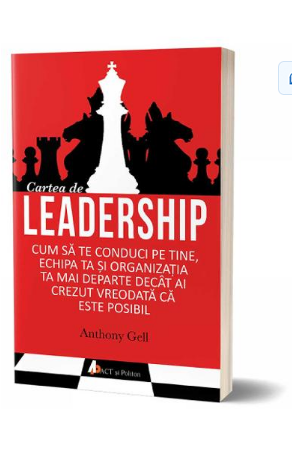 Cartea de
LEADERSHIP
CUM SĂ TE CONDUCI PE TINE,
ECHIPA TA ȘI ORGANIZAȚIA
TA MAI DEPARTE DECÂT AI
CREZUT VREODATĂ CĂ
ESTE POSIBIL
Anthony Gell
ACT și Politon